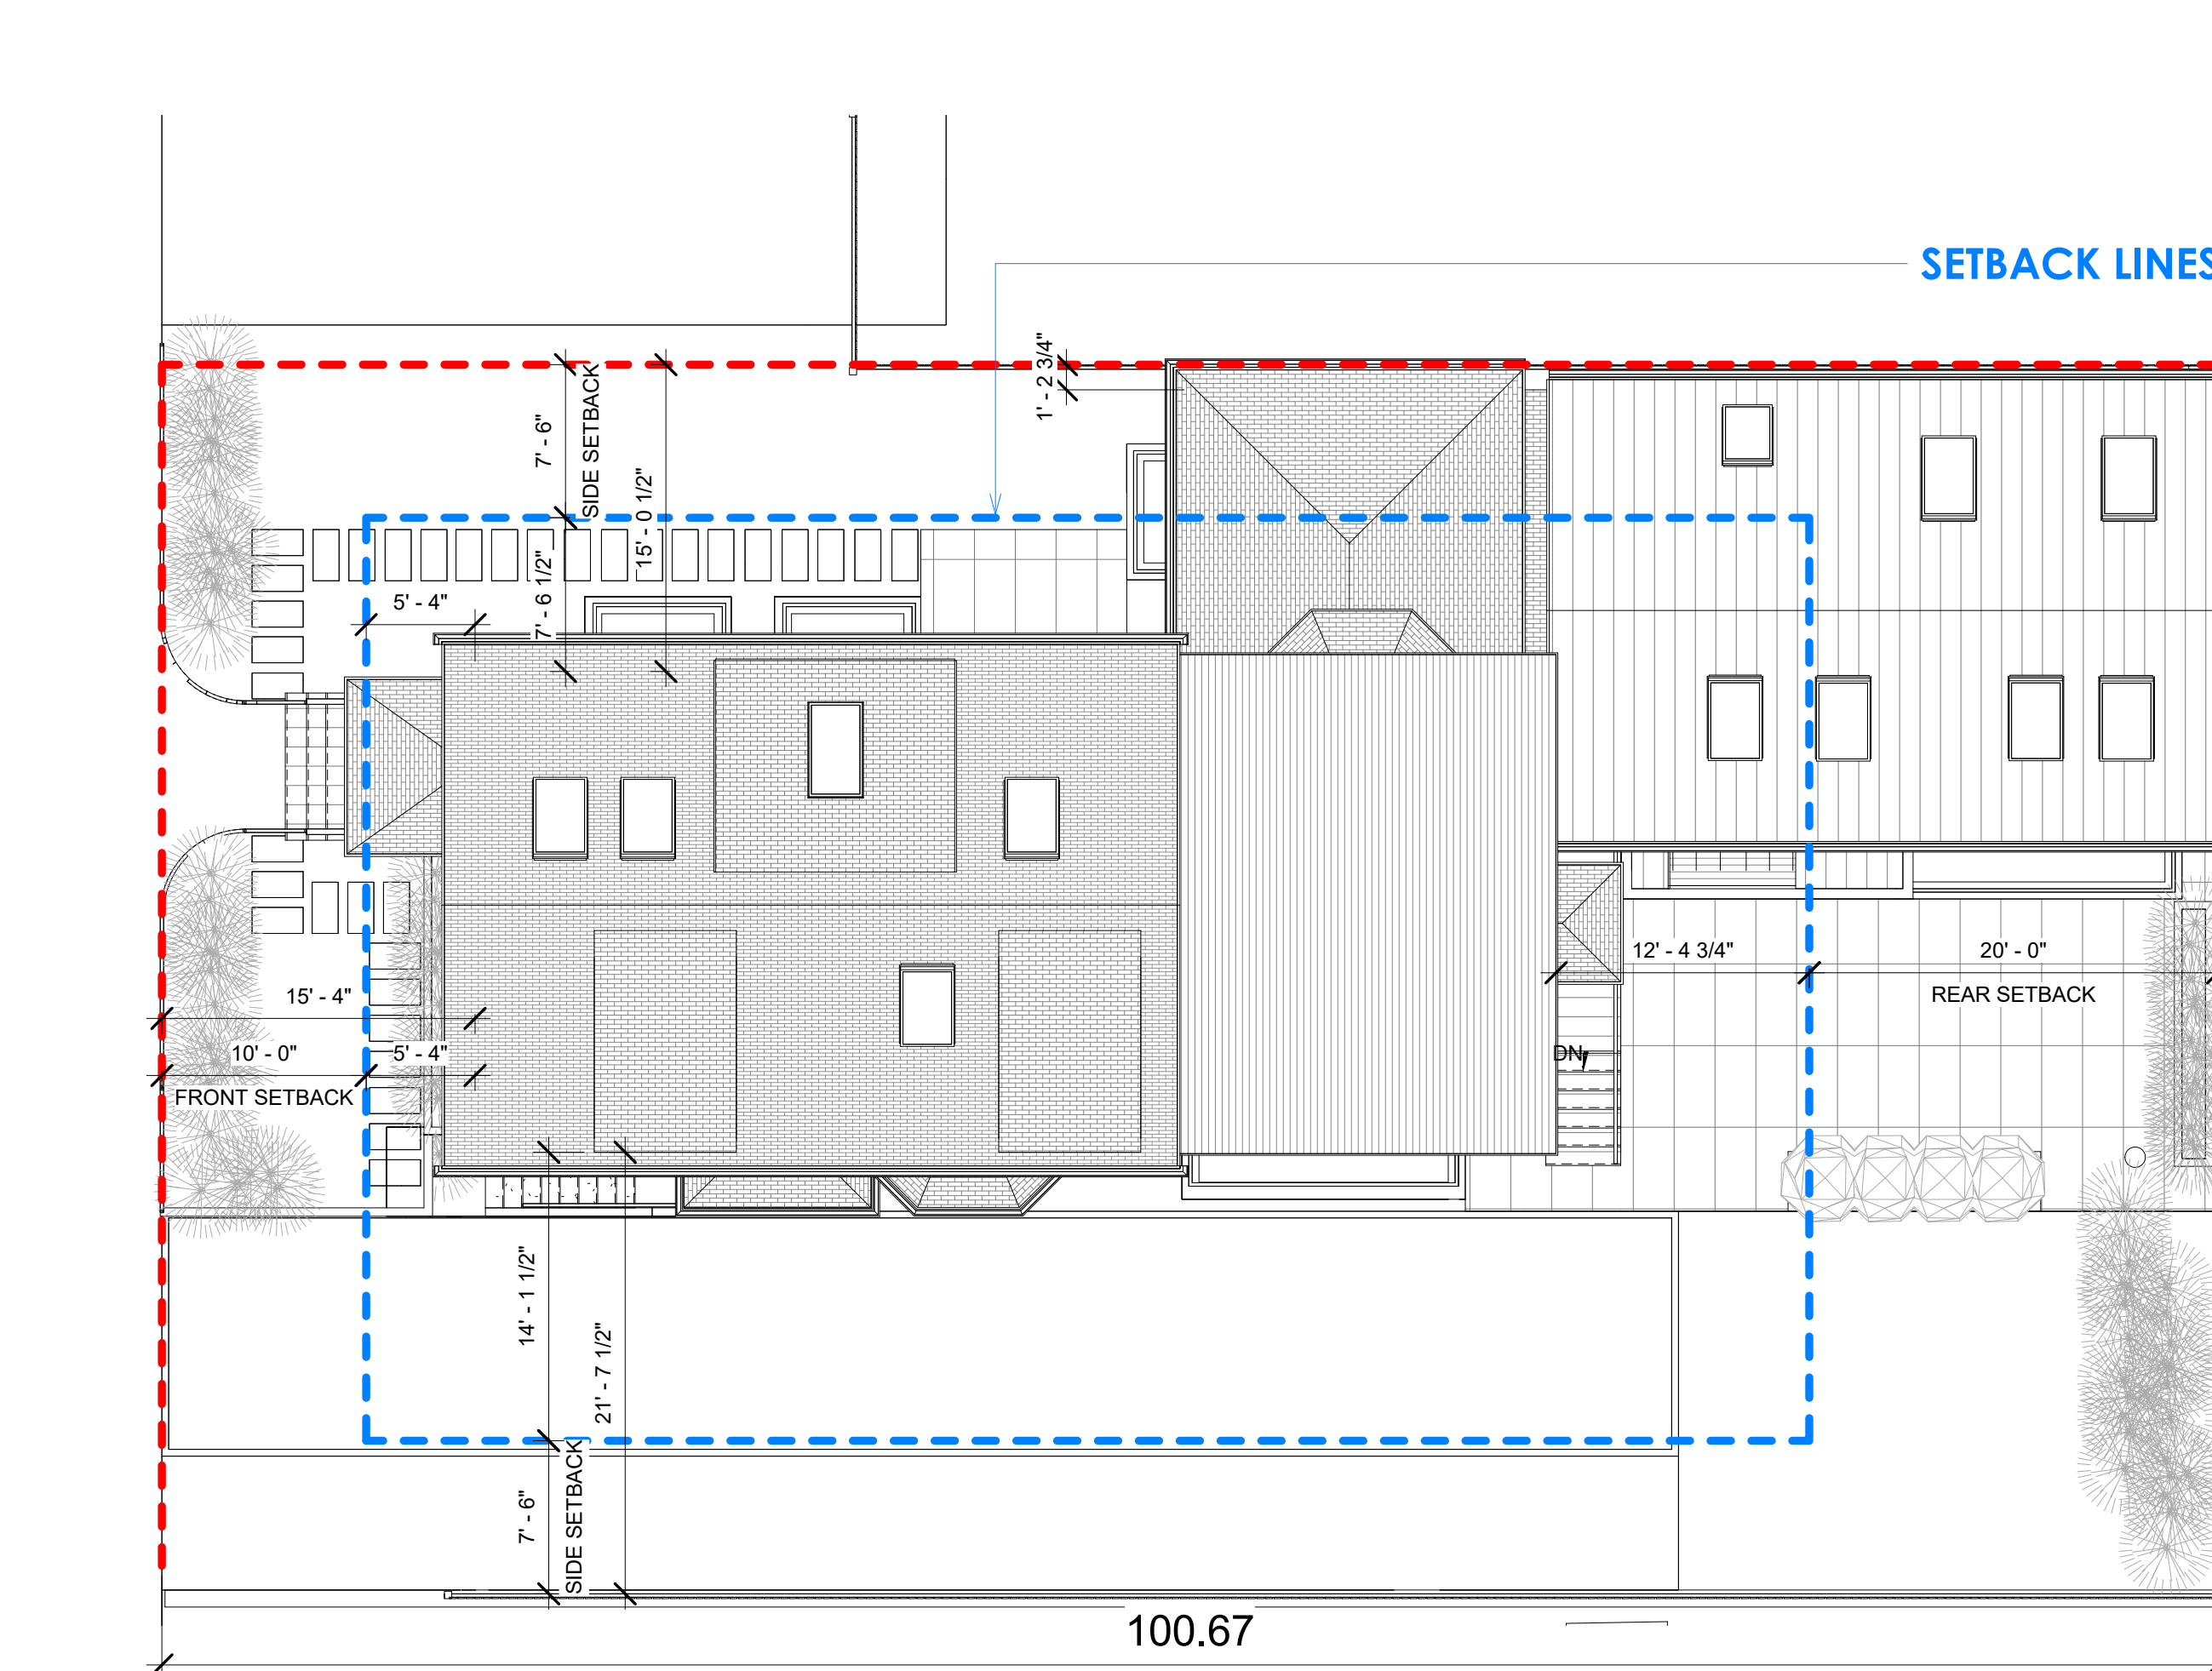 SETBACK LINES
1' - 2 3/4"
7' - 6"
SIDE SETBACK
15' - 0 1/2"
7' - 6 1/2"
5' - 4"
12' - 4 3/4"
20' - 0"
REAR SETBACK
15' - 4"
10' - 0"
5' - 4"
FRONT SETBACK
DN
14' - 1 1/2"
21' - 7 1/2"
7' - 6"
SIDE SETBACK
100.67